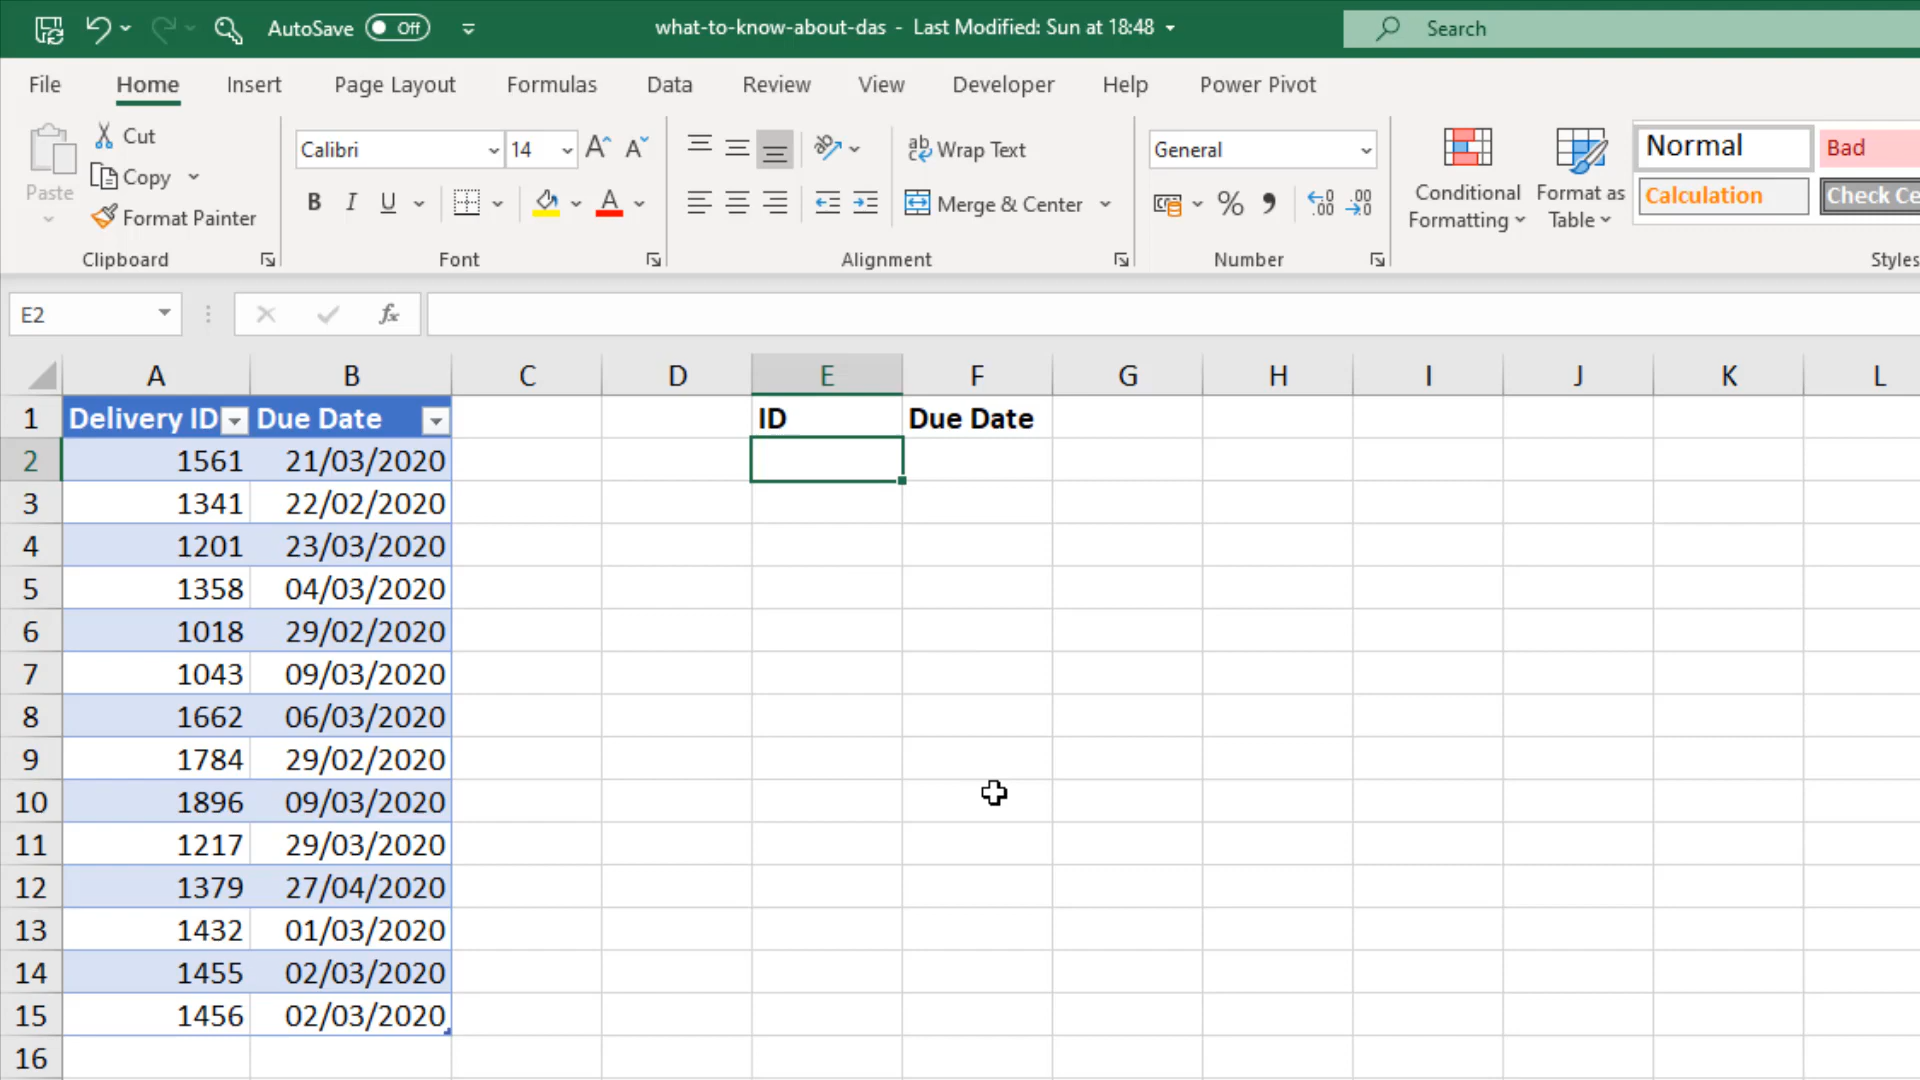 AutoSave Off what-to-know-about-das - Last Modified: Sun at 18:48 Search
File Home Insert Page Layout Formulas Data Review View Developer Help Power Pivot
Paste
Cut
Copy
Format Painter
Clipboard
Calibri 14
B I U
Font
Wrap Text
Merge & Center
Alignment
General
% ,
Number
Conditional Formatting
Format as Table
Normal Bad
Calculation Check Ce
Styles
E2 fx
A B C D E F G H I J K L
1 Delivery ID Due Date ID Due Date
2 1561 21/03/2020
3 1341 22/02/2020
4 1201 23/03/2020
5 1358 04/03/2020
6 1018 29/02/2020
7 1043 09/03/2020
8 1662 06/03/2020
9 1784 29/02/2020
10 1896 09/03/2020
11 1217 29/03/2020
12 1379 27/04/2020
13 1432 01/03/2020
14 1455 02/03/2020
15 1456 02/03/2020
16